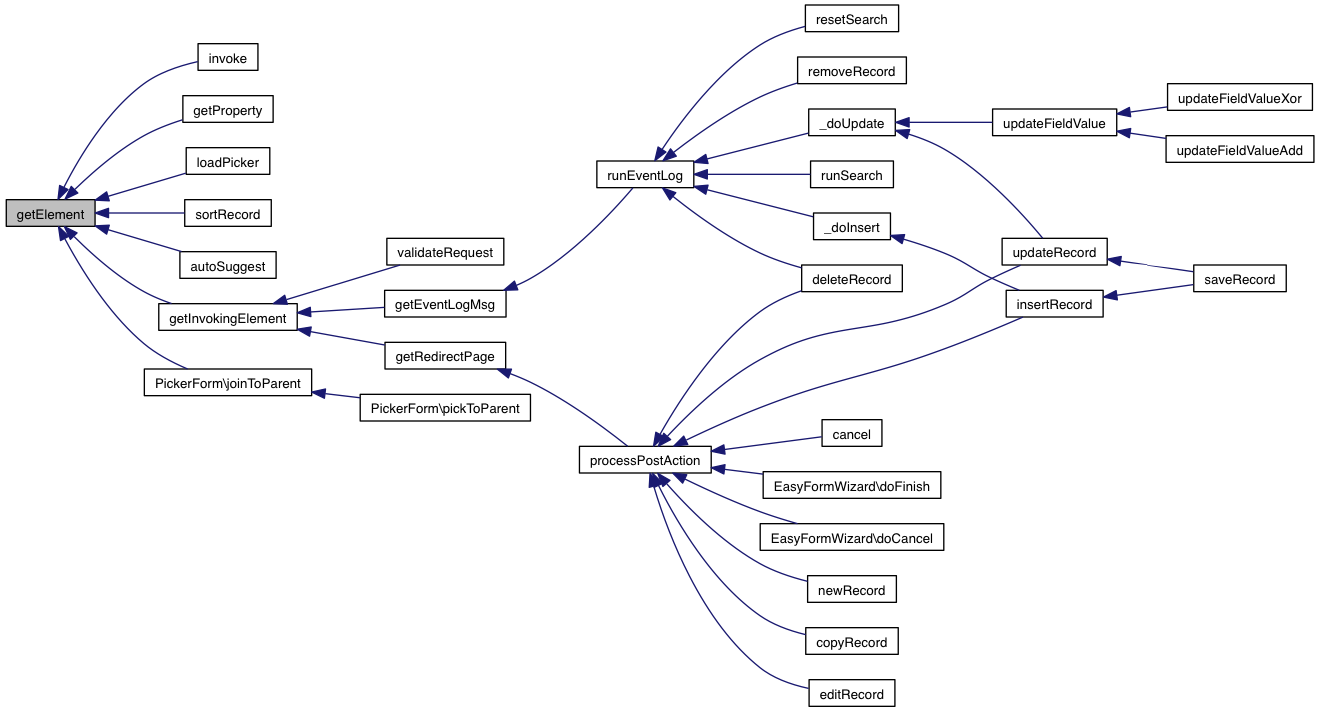 resetSearch
invoke
removeRecord
getProperty
updateFieldValueXor
_doUpdate
updateFieldValue
updateFieldValueAdd
loadPicker
runEventLog
runSearch
getElement
sortRecord
_doInsert
validateRequest
updateRecord
autoSuggest
deleteRecord
saveRecord
getEventLogMsg
insertRecord
getInvokingElement
getRedirectPage
PickerForm\joinToParent
PickerForm\pickToParent
cancel
processPostAction
EasyFormWizard\doFinish
EasyFormWizard\doCancel
newRecord
copyRecord
editRecord